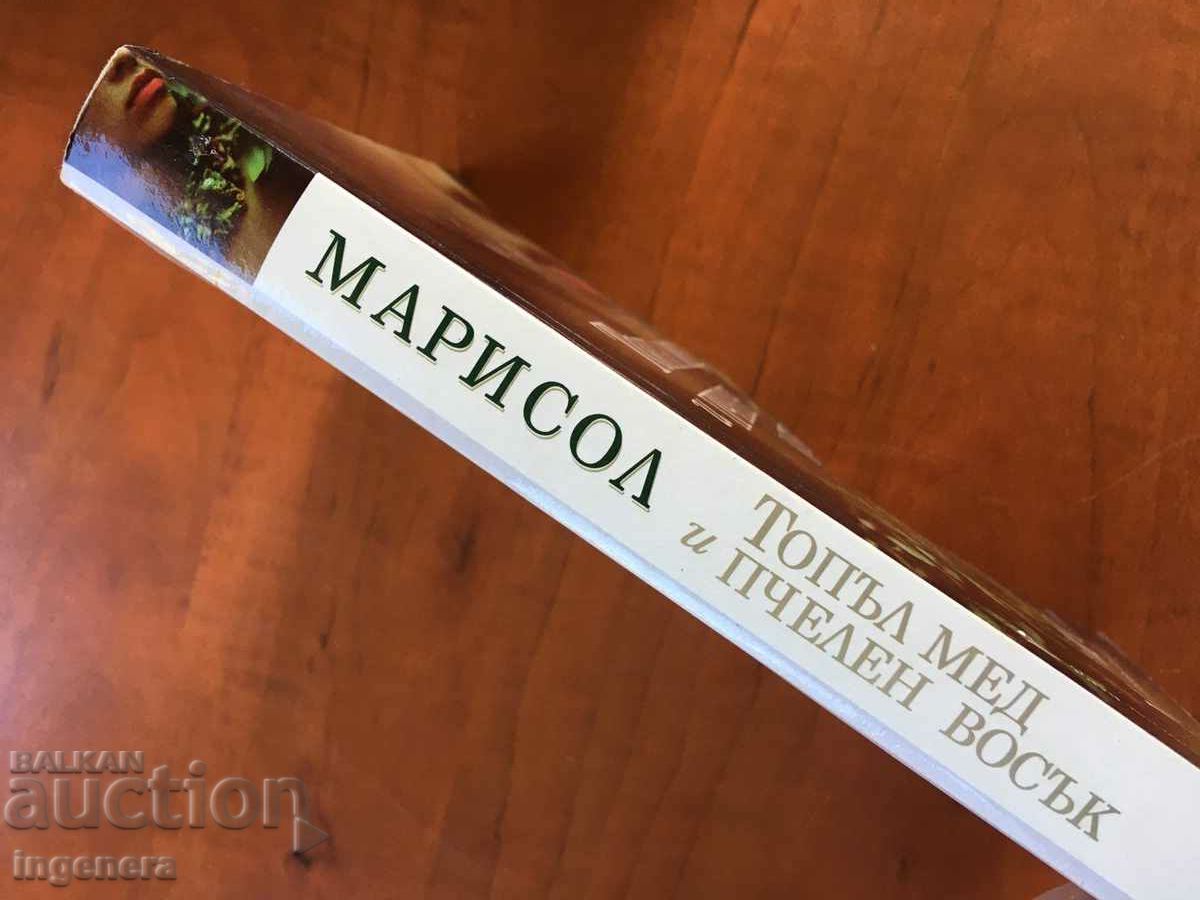 МАРИСОЛ
ТОПЪЛ МЕД
и ПЧЕЛЕН ВОСЪК
BALKAN
auction
ingenera